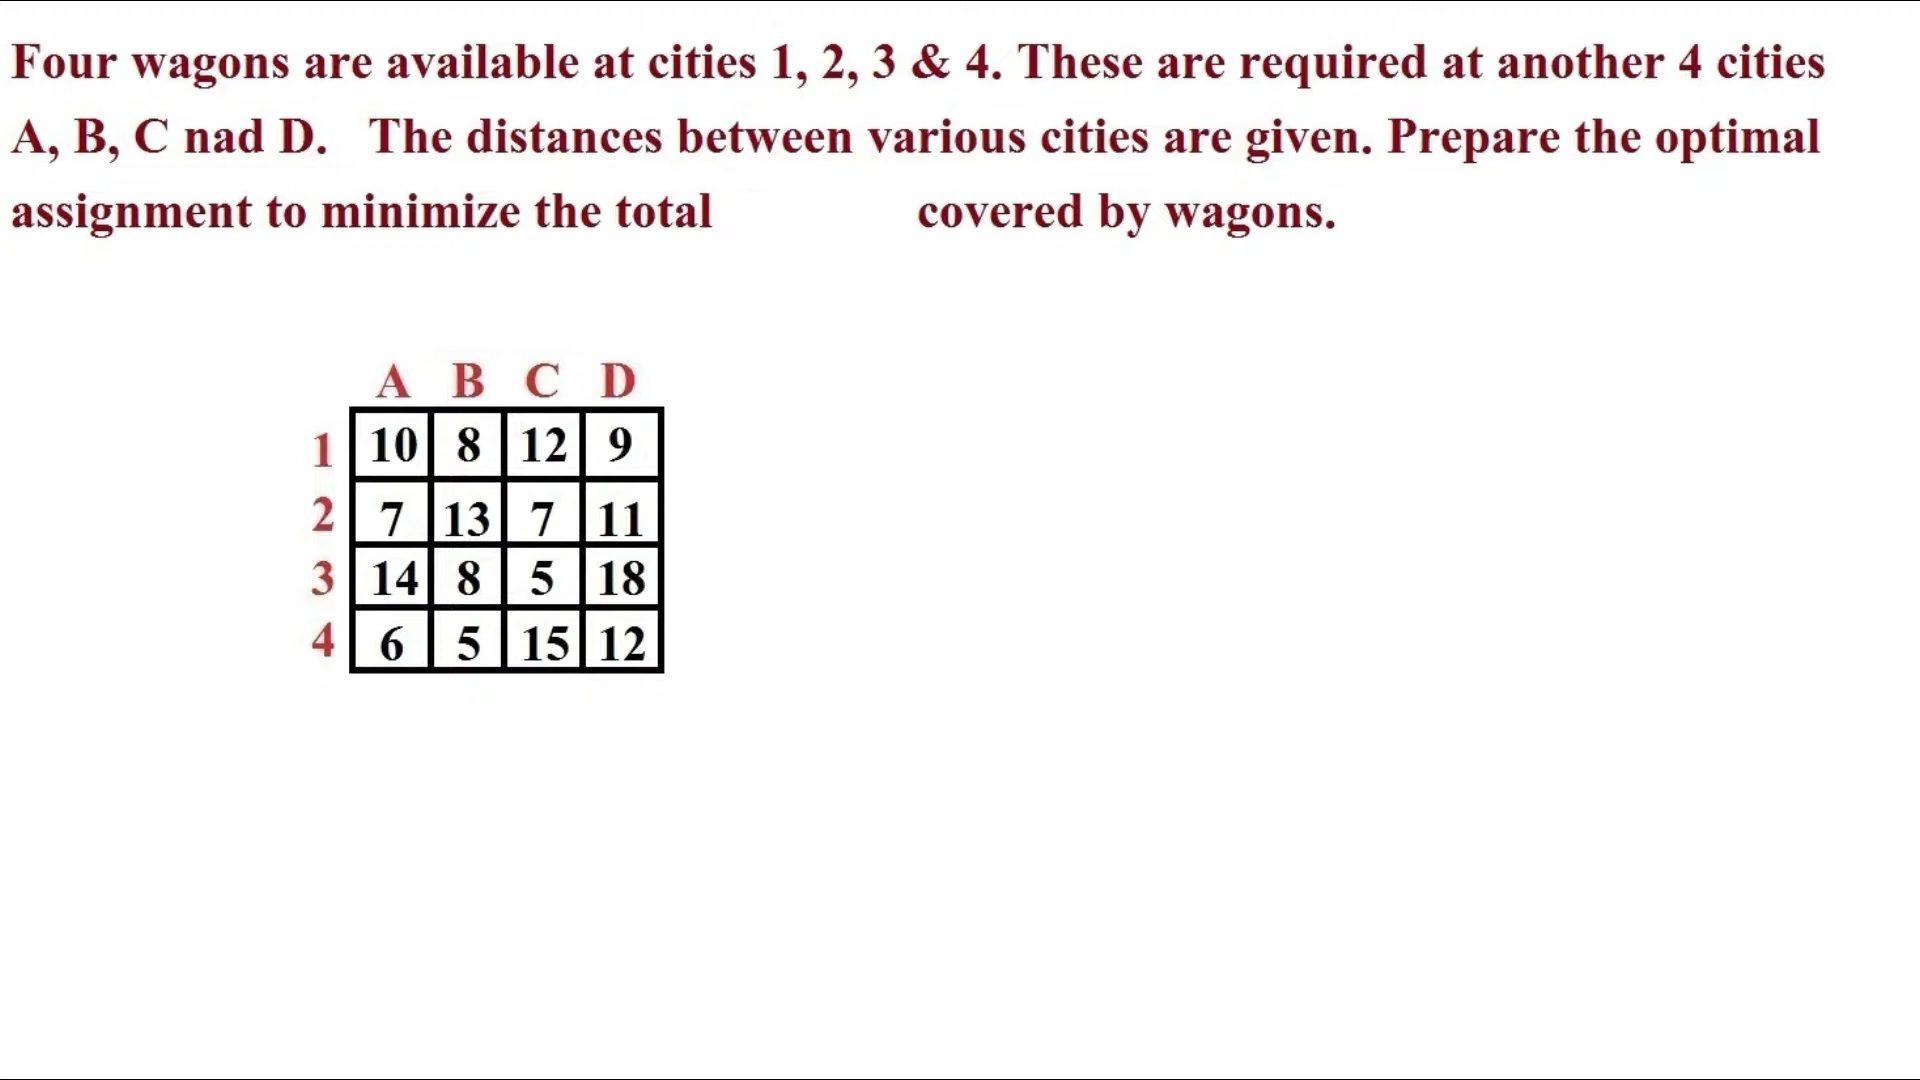 Four wagons are available at cities 1, 2, 3 & 4. These are required at another 4 cities
A, B, C nad D. The distances between various cities are given. Prepare the optimal
assignment to minimize the total covered by wagons.
A B C D
1 10 8 12 9
2 7 13 7 11
3 14 8 5 18
4 6 5 15 12